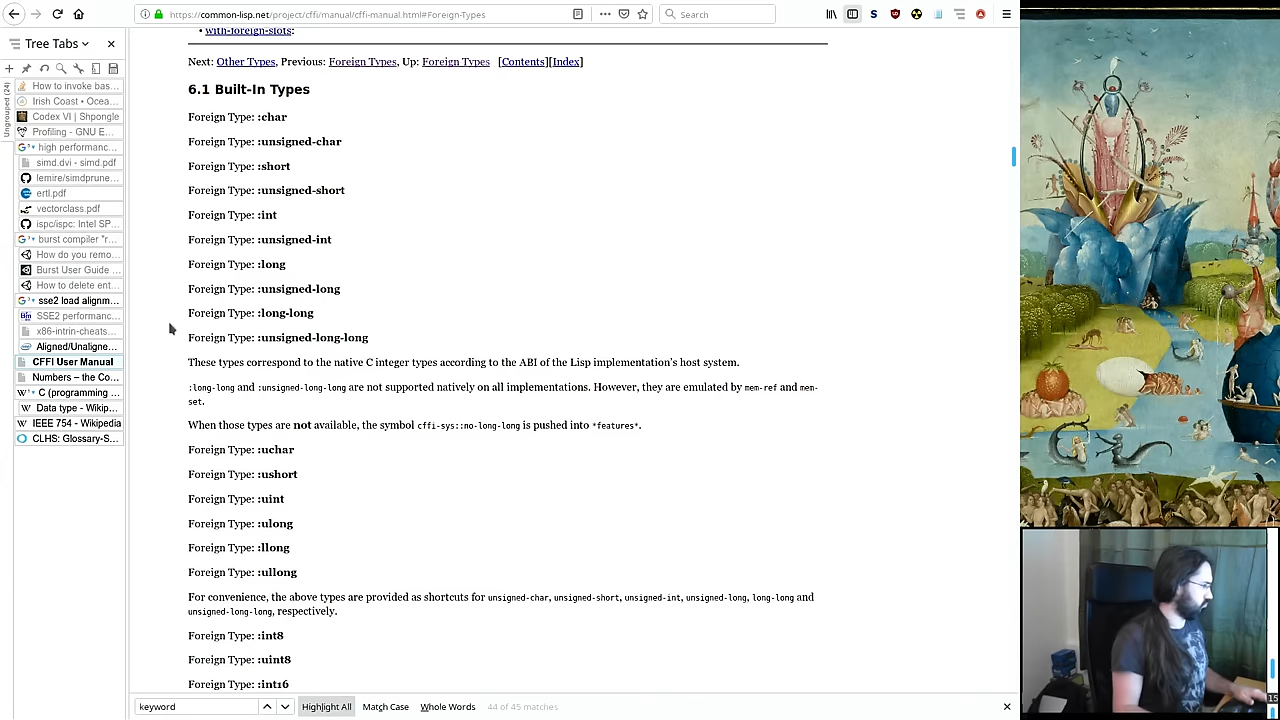 https://common-lisp.net/project/cffi/manual/cffi-manual.html#Foreign-Types
Search
Tree Tabs
Ungrouped (24)
How to invoke bas...
Irish Coast • Ocea...
Codex VI | Shpongle
Profiling - GNU E...
high performanc...
simd.dvi - simd.pdf
lemire/simdprune...
ertl.pdf
vectorclass.pdf
ispc/ispc: Intel SP...
burst compiler "r...
How do you remo...
Burst User Guide ...
How to delete ent...
sse2 load alignm...
SSE2 performanc...
x86-intrin-cheats...
Aligned/Unaligne...
CFFI User Manual
Numbers – the Co...
C (programming ...
Data type - Wikip...
IEEE 754 - Wikipedia
CLHS: Glossary-S...
• with-foreign-slots:
Next: Other Types, Previous: Foreign Types, Up: Foreign Types [Contents][Index]
6.1 Built-In Types
Foreign Type: :char
Foreign Type: :unsigned-char
Foreign Type: :short
Foreign Type: :unsigned-short
Foreign Type: :int
Foreign Type: :unsigned-int
Foreign Type: :long
Foreign Type: :unsigned-long
Foreign Type: :long-long
Foreign Type: :unsigned-long-long
These types correspond to the native C integer types according to the ABI of the Lisp implementation's host system.
:long-long and :unsigned-long-long are not supported natively on all implementations. However, they are emulated by mem-ref and mem-
set.
When those types are not available, the symbol cffi-sys::no-long-long is pushed into *features*.
Foreign Type: :uchar
Foreign Type: :ushort
Foreign Type: :uint
Foreign Type: :ulong
Foreign Type: :llong
Foreign Type: :ullong
For convenience, the above types are provided as shortcuts for unsigned-char, unsigned-short, unsigned-int, unsigned-long, long-long and
unsigned-long-long, respectively.
Foreign Type: :int8
Foreign Type: :uint8
Foreign Type: :int16
keyword
Highlight All
Match Case
Whole Words
44 of 45 matches
15